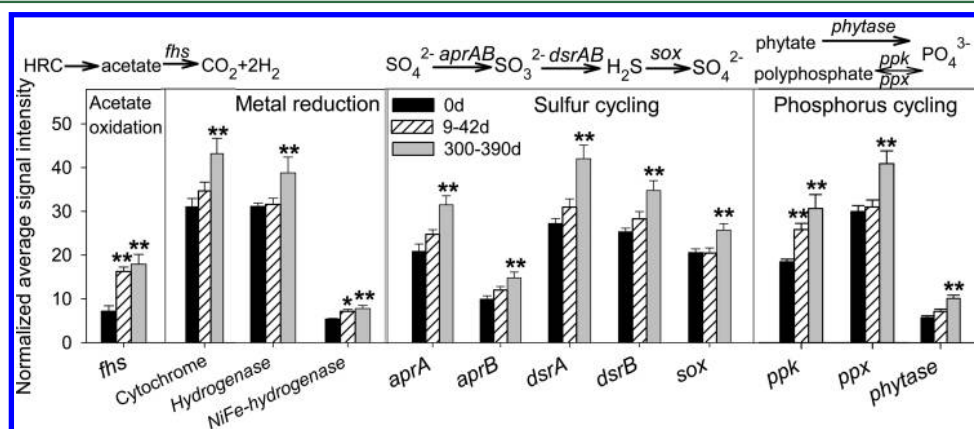 HRC acetate fhs CO2+2H2 SO4 2- aprAB SO3 2- dsrAB H2S sox SO4 2- phytate phytase PO4 3-
polyphosphate ppk ppx
Acetate oxidation
Metal reduction
Sulfur cycling
Phosphorus cycling
0d
9-42d
300-390d
Normalized average signal intensity
50
40
30
20
10
0
** **
**
**
* **
**
**
**
**
**
** **
**
**
fhs
Cytochrome
Hydrogenase
NiFe-hydrogenase
aprA
aprB
dsrA
dsrB
sox
ppk
ppx
phytase